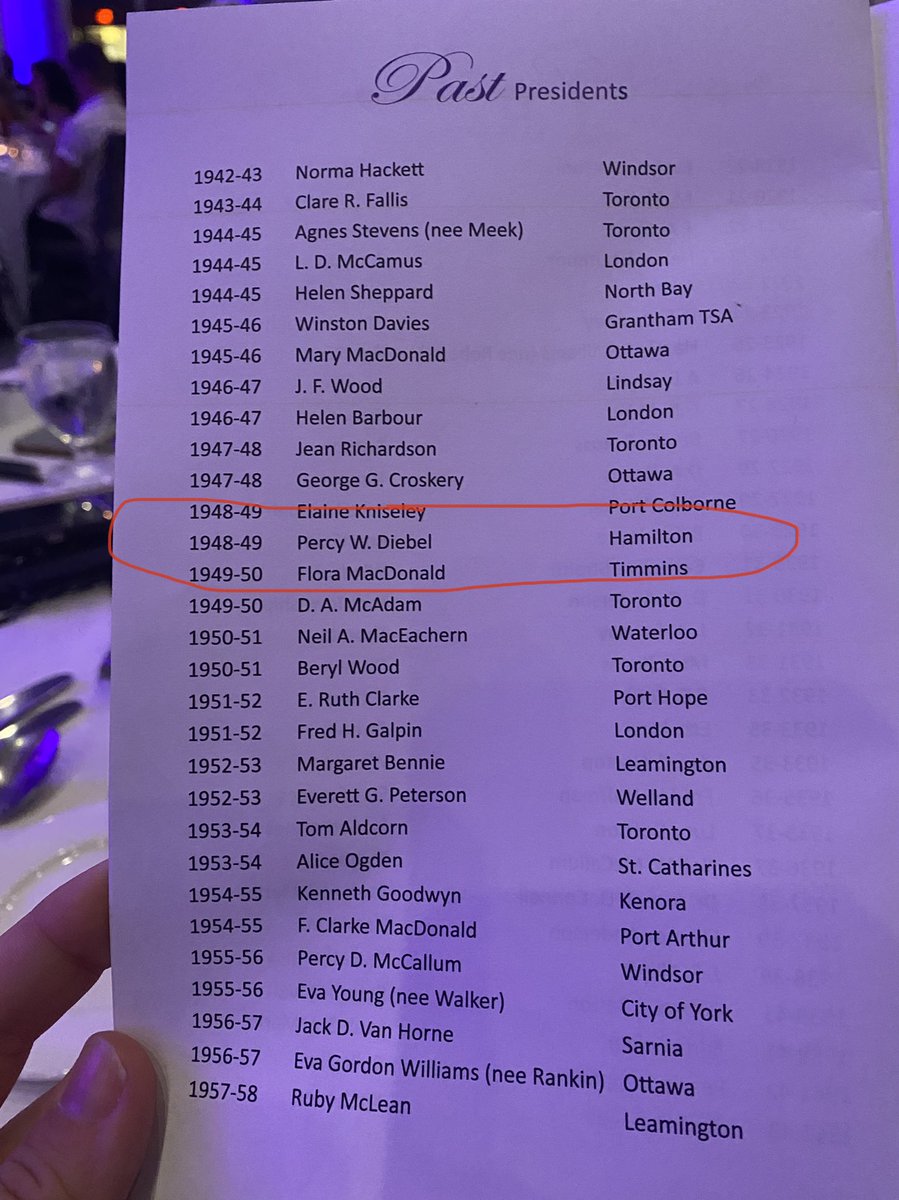 Past Presidents
1942-43 Norma Hackett Windsor
1943-44 Clare R. Fallis Toronto
1944-45 Agnes Stevens (nee Meek) Toronto
1944-45 L. D. McCamus London
1944-45 Helen Sheppard North Bay
1945-46 Winston Davies Grantham TSA
1945-46 Mary MacDonald Ottawa
1946-47 J. F. Wood Lindsay
1946-47 Helen Barbour London
1947-48 Jean Richardson Toronto
1947-48 George G. Croskery Ottawa
1948-49 Elaine Kniseley Port Colborne
1948-49 Percy W. Diebel Hamilton
1949-50 Flora MacDonald Timmins
1949-50 D. A. McAdam Toronto
1950-51 Neil A. MacEachern Waterloo
1950-51 Beryl Wood Toronto
1951-52 E. Ruth Clarke Port Hope
1951-52 Fred H. Galpin London
1952-53 Margaret Bennie Leamington
1952-53 Everett G. Peterson Welland
1953-54 Tom Aldcorn Toronto
1953-54 Alice Ogden St. Catharines
1954-55 Kenneth Goodwyn Kenora
1954-55 F. Clarke MacDonald Port Arthur
1955-56 Percy D. McCallum Windsor
1955-56 Eva Young (nee Walker) City of York
1956-57 Jack D. Van Horne Sarnia
1956-57 Eva Gordon Williams (nee Rankin) Ottawa
1957-58 Ruby McLean Leamington